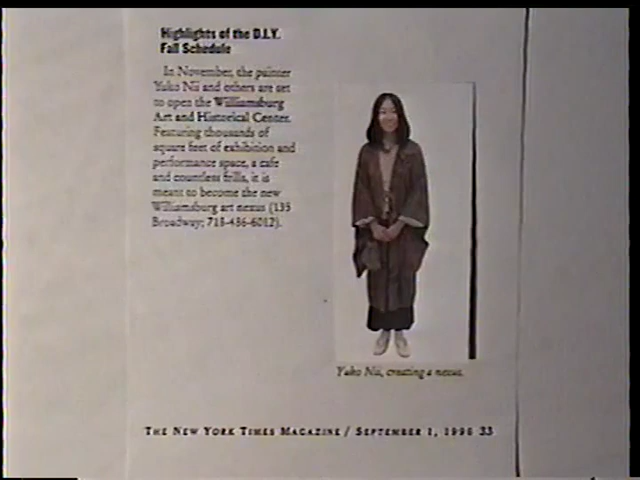 Highlights of the D.I.Y.
Fall Schedule
In November, the painter
Yuko Nii and others are set
to open the Williamsburg
Art and Historical Center.
Featuring thousands of
square feet of exhibition and
performance space, a cafe
and countless frills, it is
meant to become the new
Williamsburg art nexus (135
Broadway; 718-486-6012).
Yuko Nii, creating a nexus.
THE NEW YORK TIMES MAGAZINE / SEPTEMBER 1, 1996 33